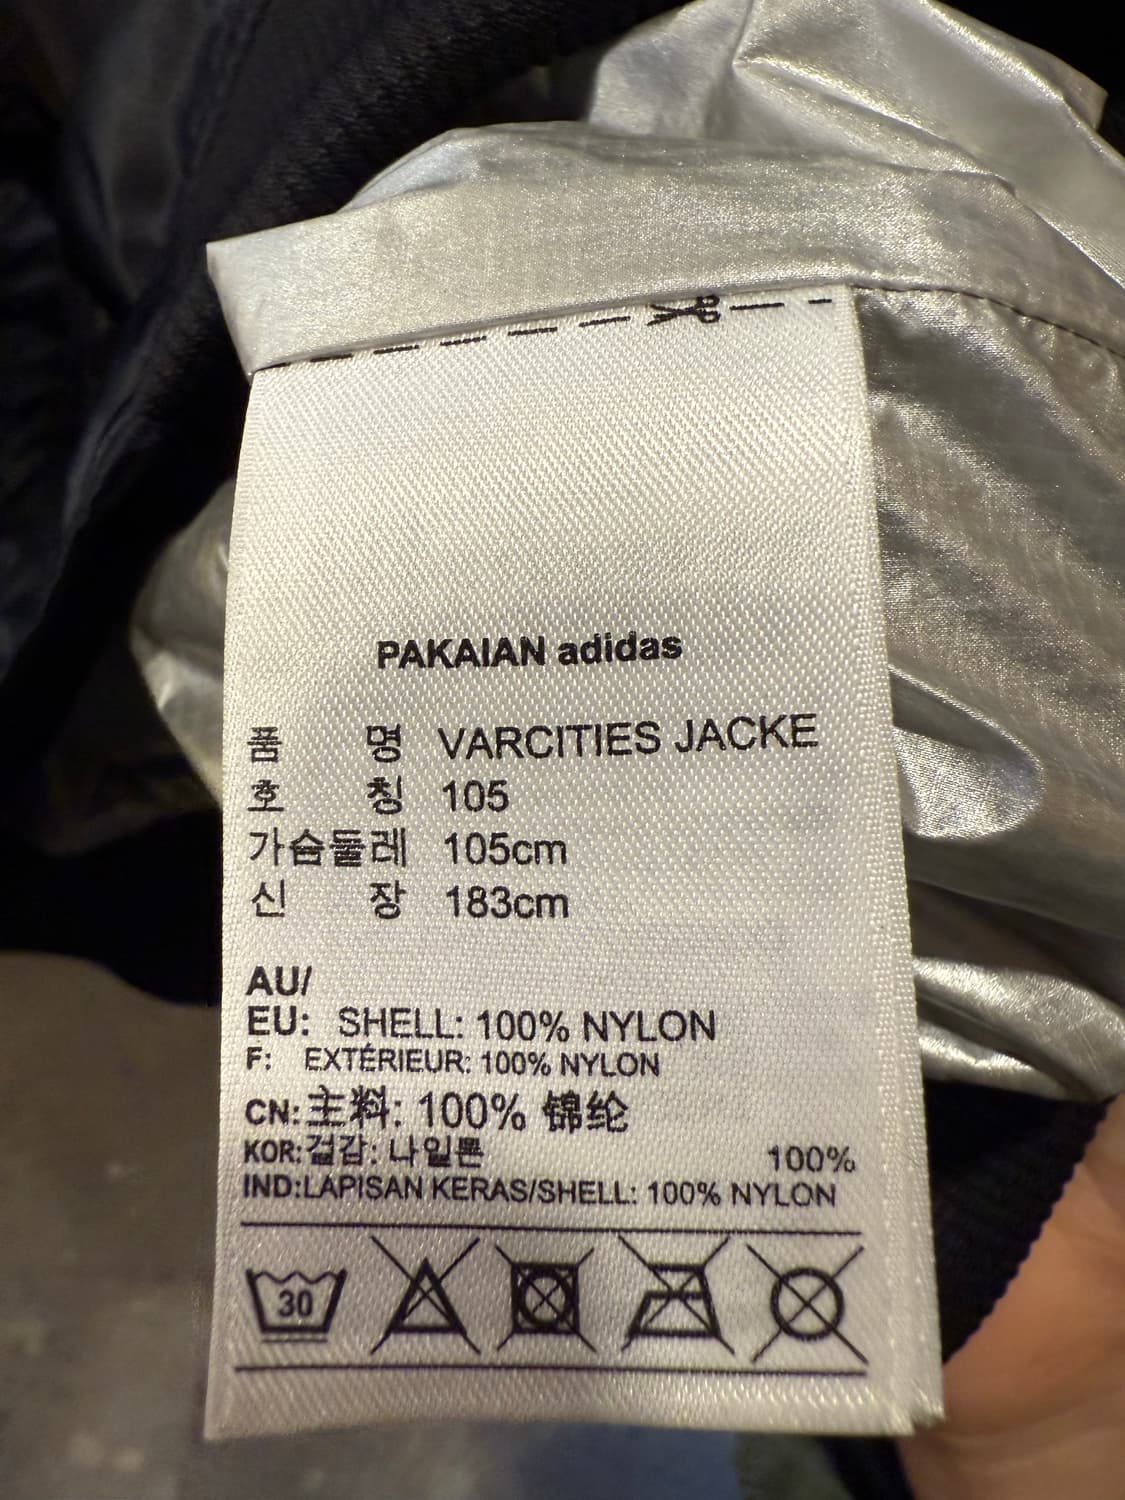 PAKAIAN adidas
품 명 VARCITIES JACKE
호 칭 105
가슴둘레 105cm
신 장 183cm
AU/
EU: SHELL: 100% NYLON
F: EXTÉRIEUR: 100% NYLON
CN: 主料: 100% 锦纶
KOR: 겉감: 나일론 100%
IND:LAPISAN KERAS/SHELL: 100% NYLON
30